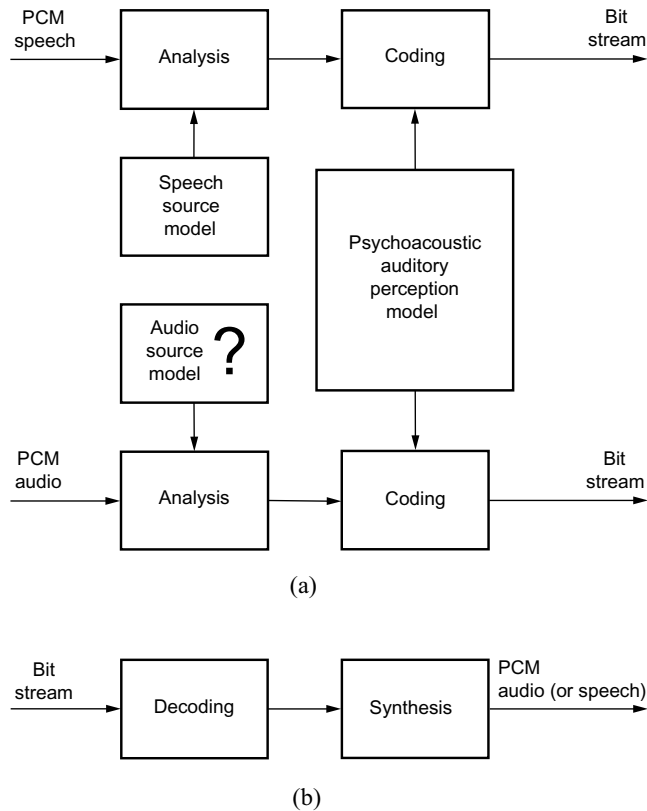 PCM
speech
Analysis
Coding
Bit
stream
Speech
source
model
Psychoacoustic
auditory
perception
model
Audio
source
model
?
PCM
audio
Analysis
Coding
Bit
stream
(a)
Bit
stream
Decoding
Synthesis
PCM
audio (or speech)
(b)